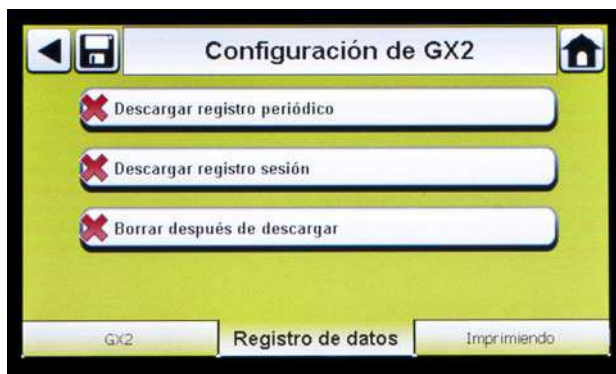 Configuración de GX2
Descargar registro periódico
Descargar registro sesión
Borrar después de descargar
GX2 Registro de datos Imprimiendo